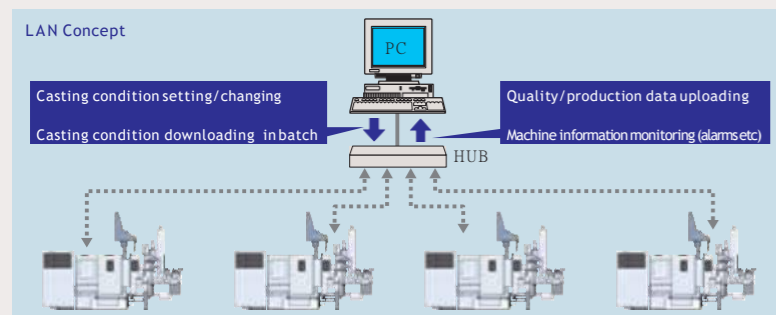 LAN Concept
PC
Casting condition setting/changing
Casting condition downloading in batch
Quality/production data uploading
Machine information monitoring (alarms etc)
HUB